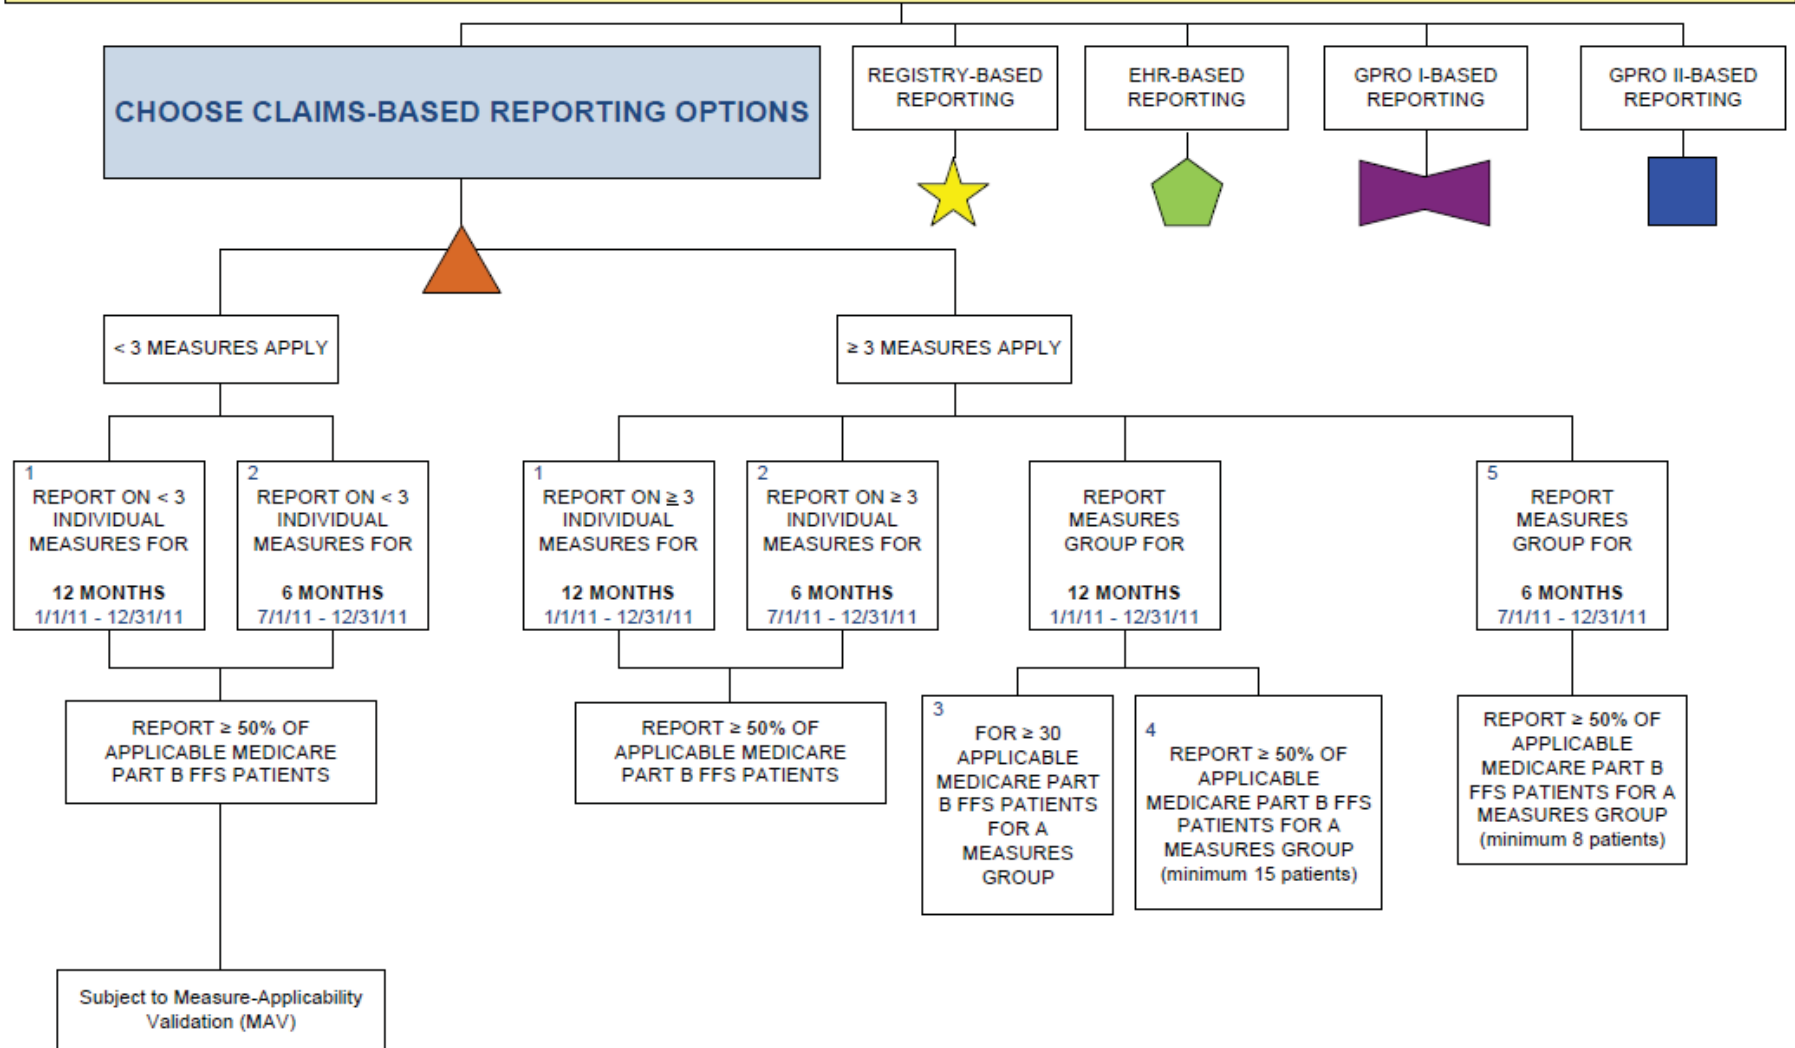 CHOOSE CLAIMS-BASED REPORTING OPTIONS
REGISTRY-BASED
REPORTING
EHR-BASED
REPORTING
GPRO I-BASED
REPORTING
GPRO II-BASED
REPORTING
< 3 MEASURES APPLY
≥ 3 MEASURES APPLY
1
REPORT ON < 3
INDIVIDUAL
MEASURES FOR
12 MONTHS
1/1/11 - 12/31/11
2
REPORT ON < 3
INDIVIDUAL
MEASURES FOR
6 MONTHS
7/1/11 - 12/31/11
1
REPORT ON ≥ 3
INDIVIDUAL
MEASURES FOR
12 MONTHS
1/1/11 - 12/31/11
2
REPORT ON ≥ 3
INDIVIDUAL
MEASURES FOR
6 MONTHS
7/1/11 - 12/31/11
REPORT
MEASURES
GROUP FOR
12 MONTHS
1/1/11 - 12/31/11
5
REPORT
MEASURES
GROUP FOR
6 MONTHS
7/1/11 - 12/31/11
REPORT ≥ 50% OF
APPLICABLE MEDICARE
PART B FFS PATIENTS
REPORT ≥ 50% OF
APPLICABLE MEDICARE
PART B FFS PATIENTS
3
FOR ≥ 30
APPLICABLE
MEDICARE PART
B FFS PATIENTS
FOR A
MEASURES
GROUP
4
REPORT ≥ 50% OF
APPLICABLE
MEDICARE PART B FFS
PATIENTS FOR A
MEASURES GROUP
(minimum 15 patients)
REPORT ≥ 50% OF
APPLICABLE
MEDICARE PART B
FFS PATIENTS FOR A
MEASURES GROUP
(minimum 8 patients)
Subject to Measure-Applicability
Validation (MAV)